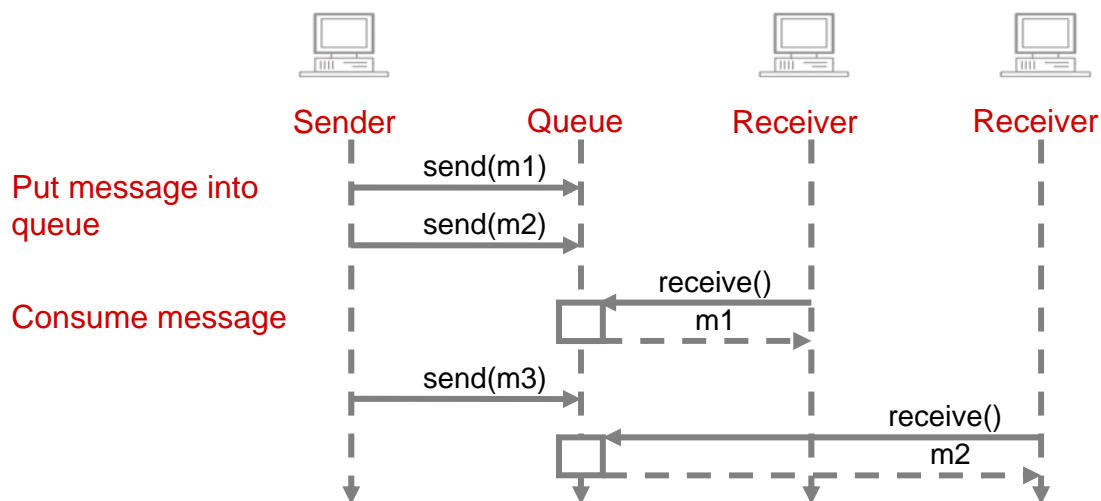 Sender
Queue
Receiver
Receiver
send(m1)
Put message into
queue
send(m2)
receive()
Consume message
m1
send(m3)
receive()
m2